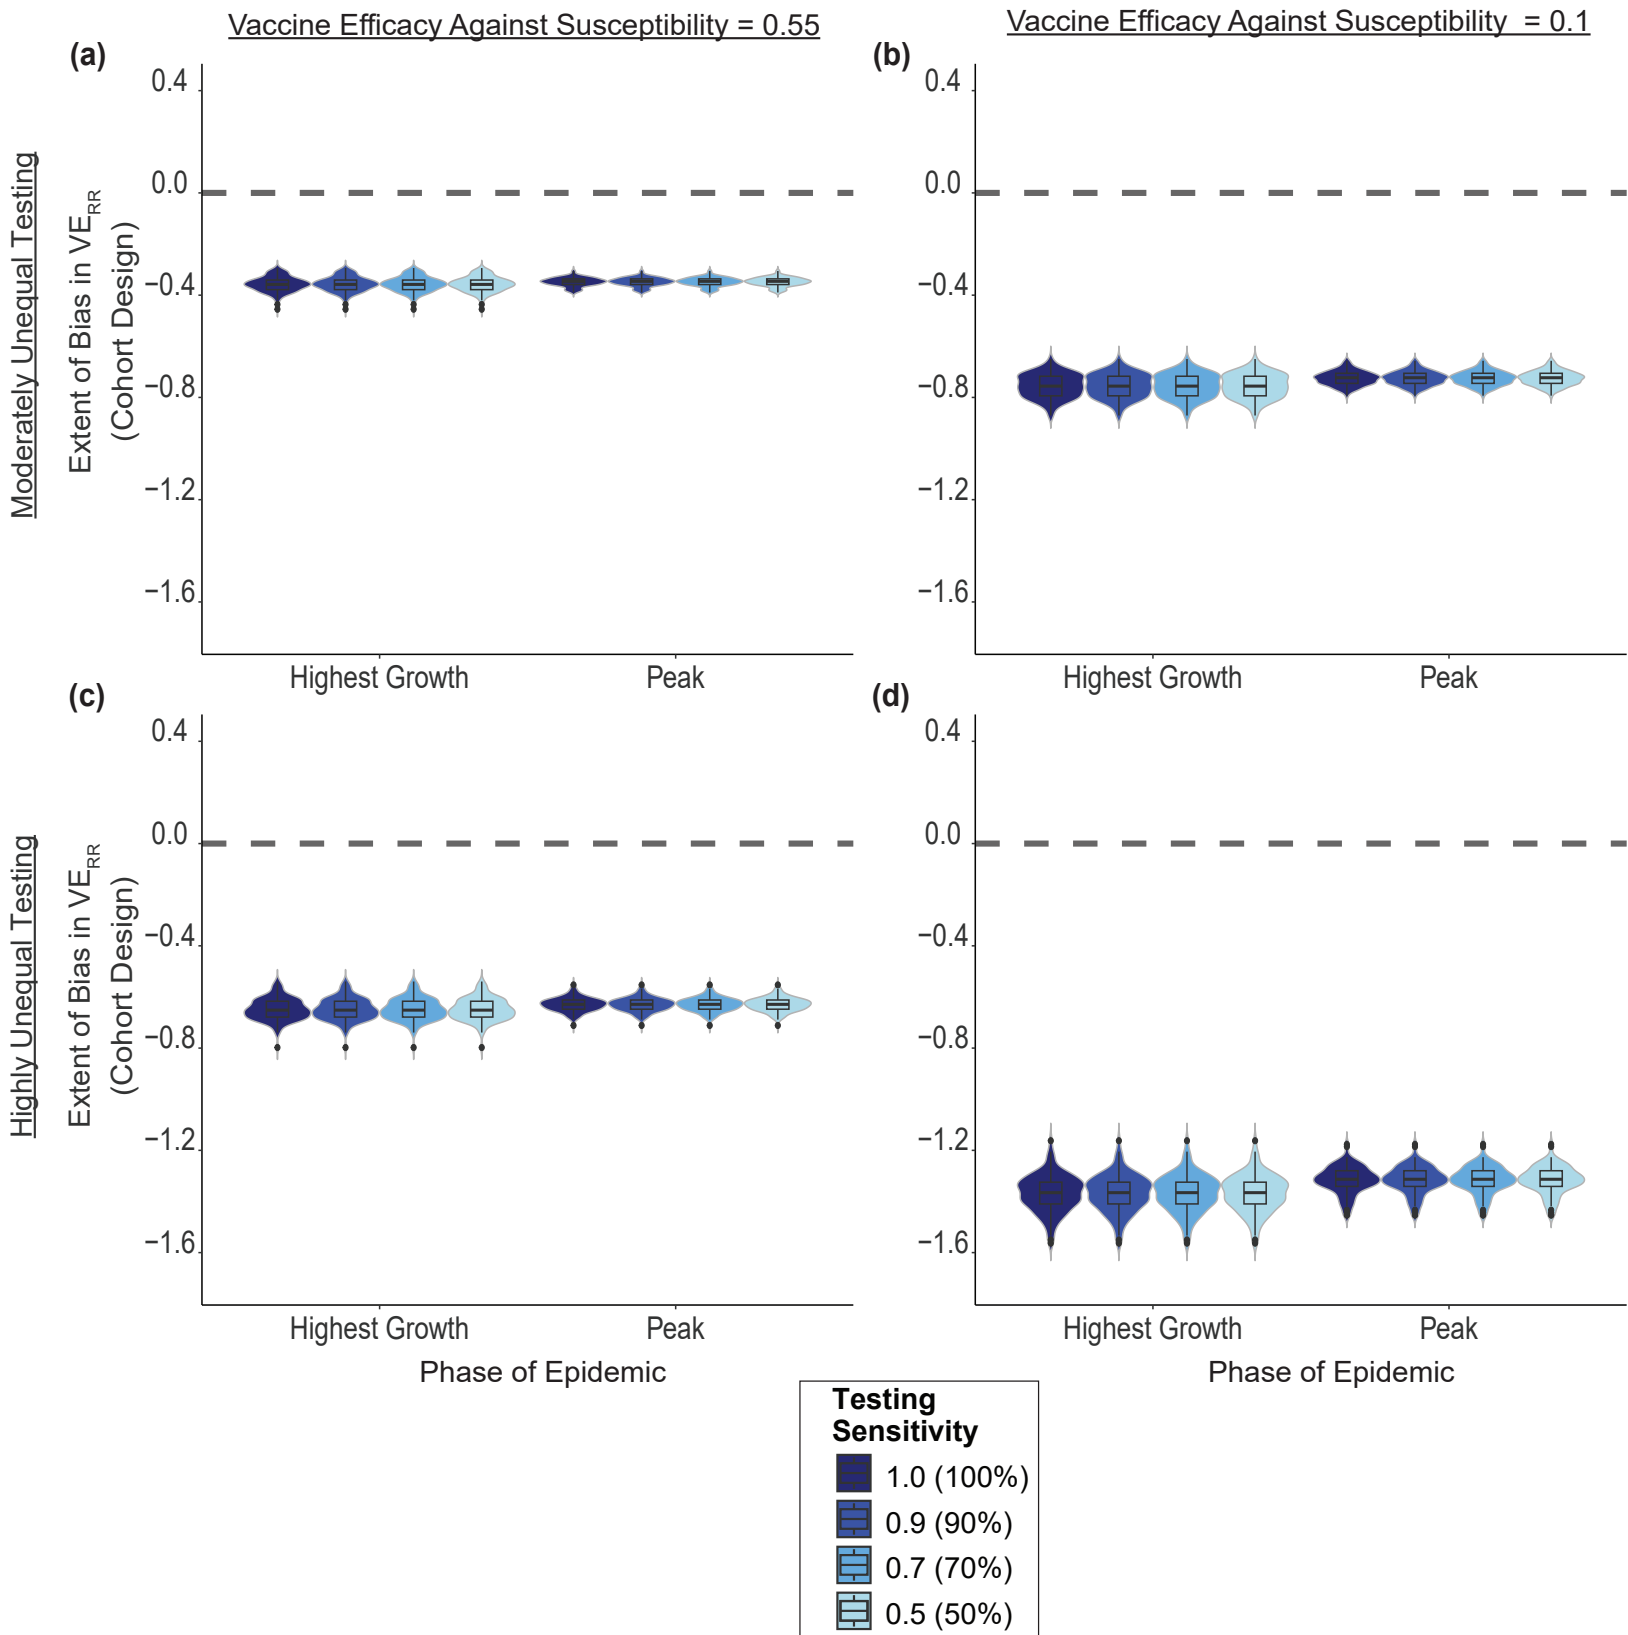 Vaccine Efficacy Against Susceptibility = 0.55
Vaccine Efficacy Against Susceptibility = 0.1
(a)
Moderately Unequal Testing
Extent of Bias in VE_RR
(Cohort Design)
0.4
0.0
−0.4
−0.8
−1.2
−1.6
Highest Growth
Peak
(b)
0.4
0.0
−0.4
−0.8
−1.2
−1.6
Highest Growth
Peak
(c)
Highly Unequal Testing
Extent of Bias in VE_RR
(Cohort Design)
0.4
0.0
−0.4
−0.8
−1.2
−1.6
Highest Growth
Peak
Phase of Epidemic
(d)
0.4
0.0
−0.4
−0.8
−1.2
−1.6
Highest Growth
Peak
Phase of Epidemic
Testing
Sensitivity
1.0 (100%)
0.9 (90%)
0.7 (70%)
0.5 (50%)